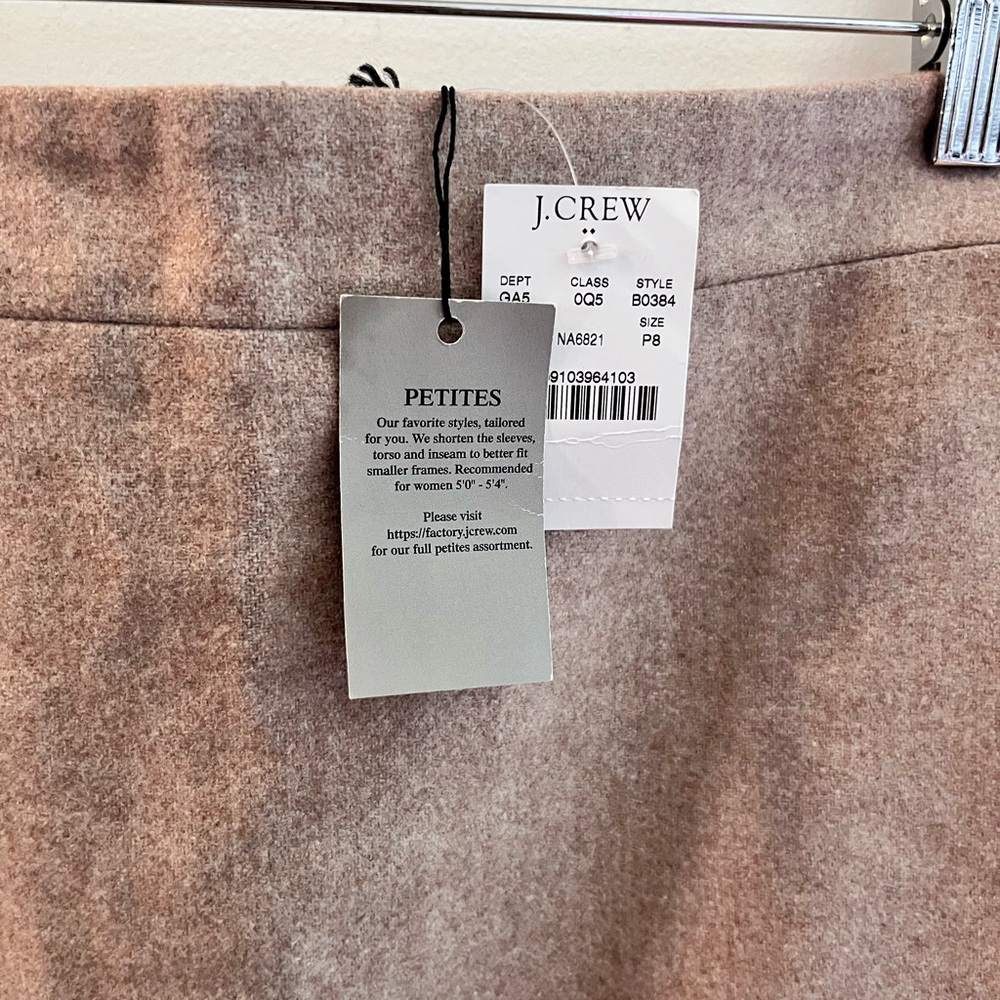 J.CREW
DEPT CLASS STYLE
GA5 0Q5 B0384
SIZE
NA6821 P8
9103964103
PETITES
Our favorite styles, tailored
for you. We shorten the sleeves,
torso and inseam to better fit
smaller frames. Recommended
for women 5'0" - 5'4".
Please visit
https://factory.jcrew.com
for our full petites assortment.